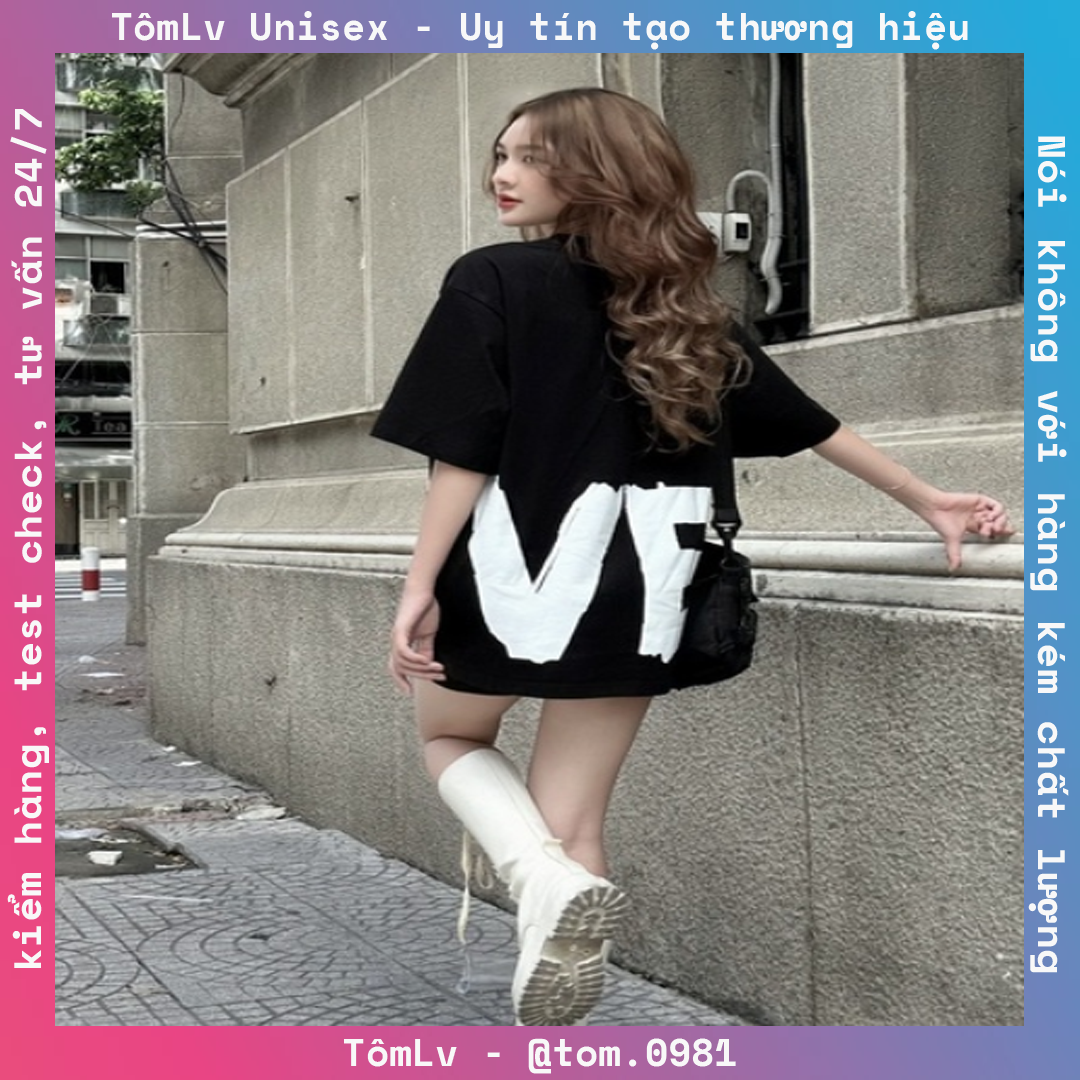 TômLv Unisex - Uy tín tạo thương hiệu
kiểm hàng, test check, tư vấn 24/7
Nói không với hàng kém chất lượng
Tea
VF
TômLv - @tom.0981